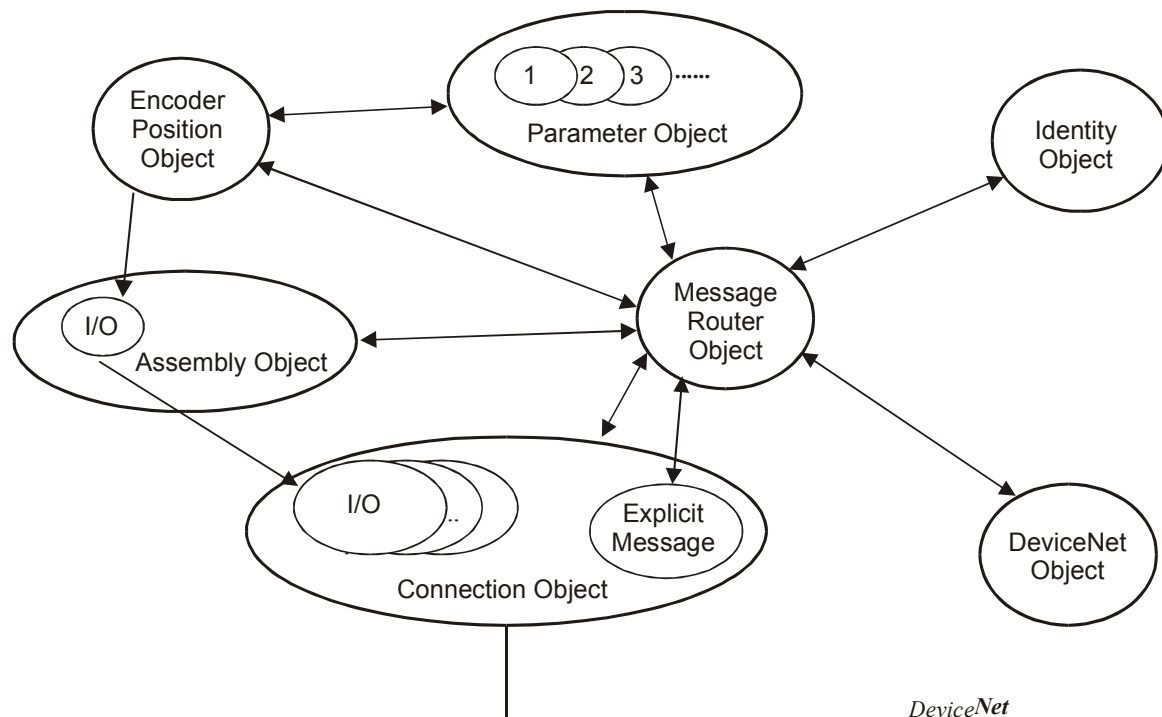 1 2 3 ......
Parameter Object
Encoder
Position
Object
Identity
Object
Message
Router
Object
I/O
Assembly Object
I/O
..
Explicit
Message
Connection Object
DeviceNet
Object
DeviceNet